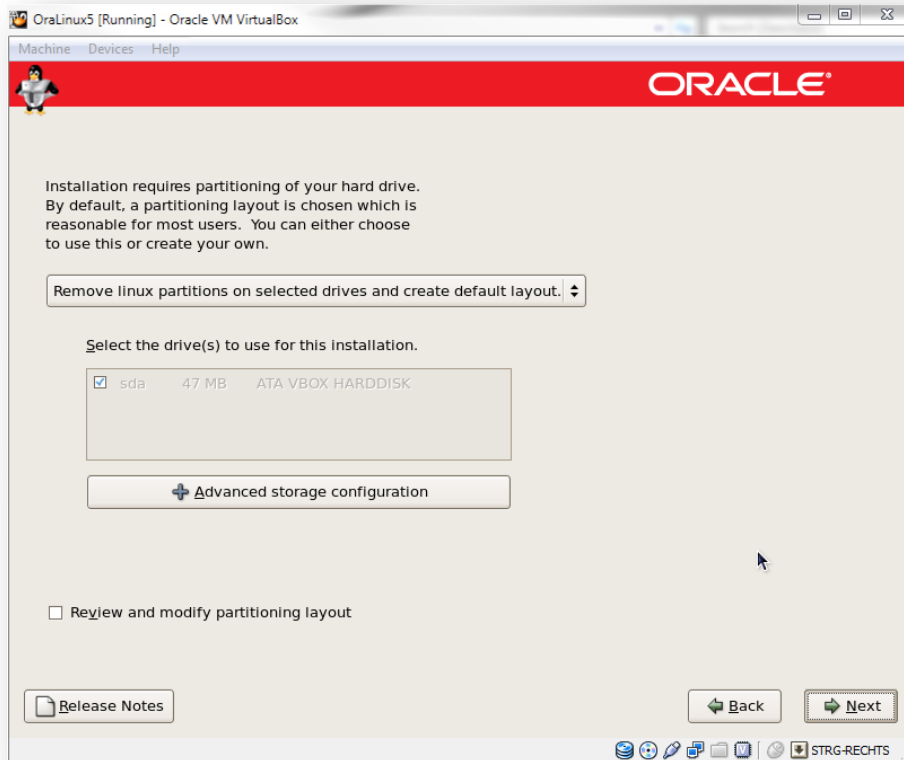 OraLinux5 [Running] - Oracle VM VirtualBox
Machine Devices Help
ORACLE®
Installation requires partitioning of your hard drive.
By default, a partitioning layout is chosen which is
reasonable for most users. You can either choose
to use this or create your own.
Remove linux partitions on selected drives and create default layout.
Select the drive(s) to use for this installation.
sda 47 MB ATA VBOX HARDDISK
Advanced storage configuration
Review and modify partitioning layout
Release Notes
Back
Next
STRG-RECHTS